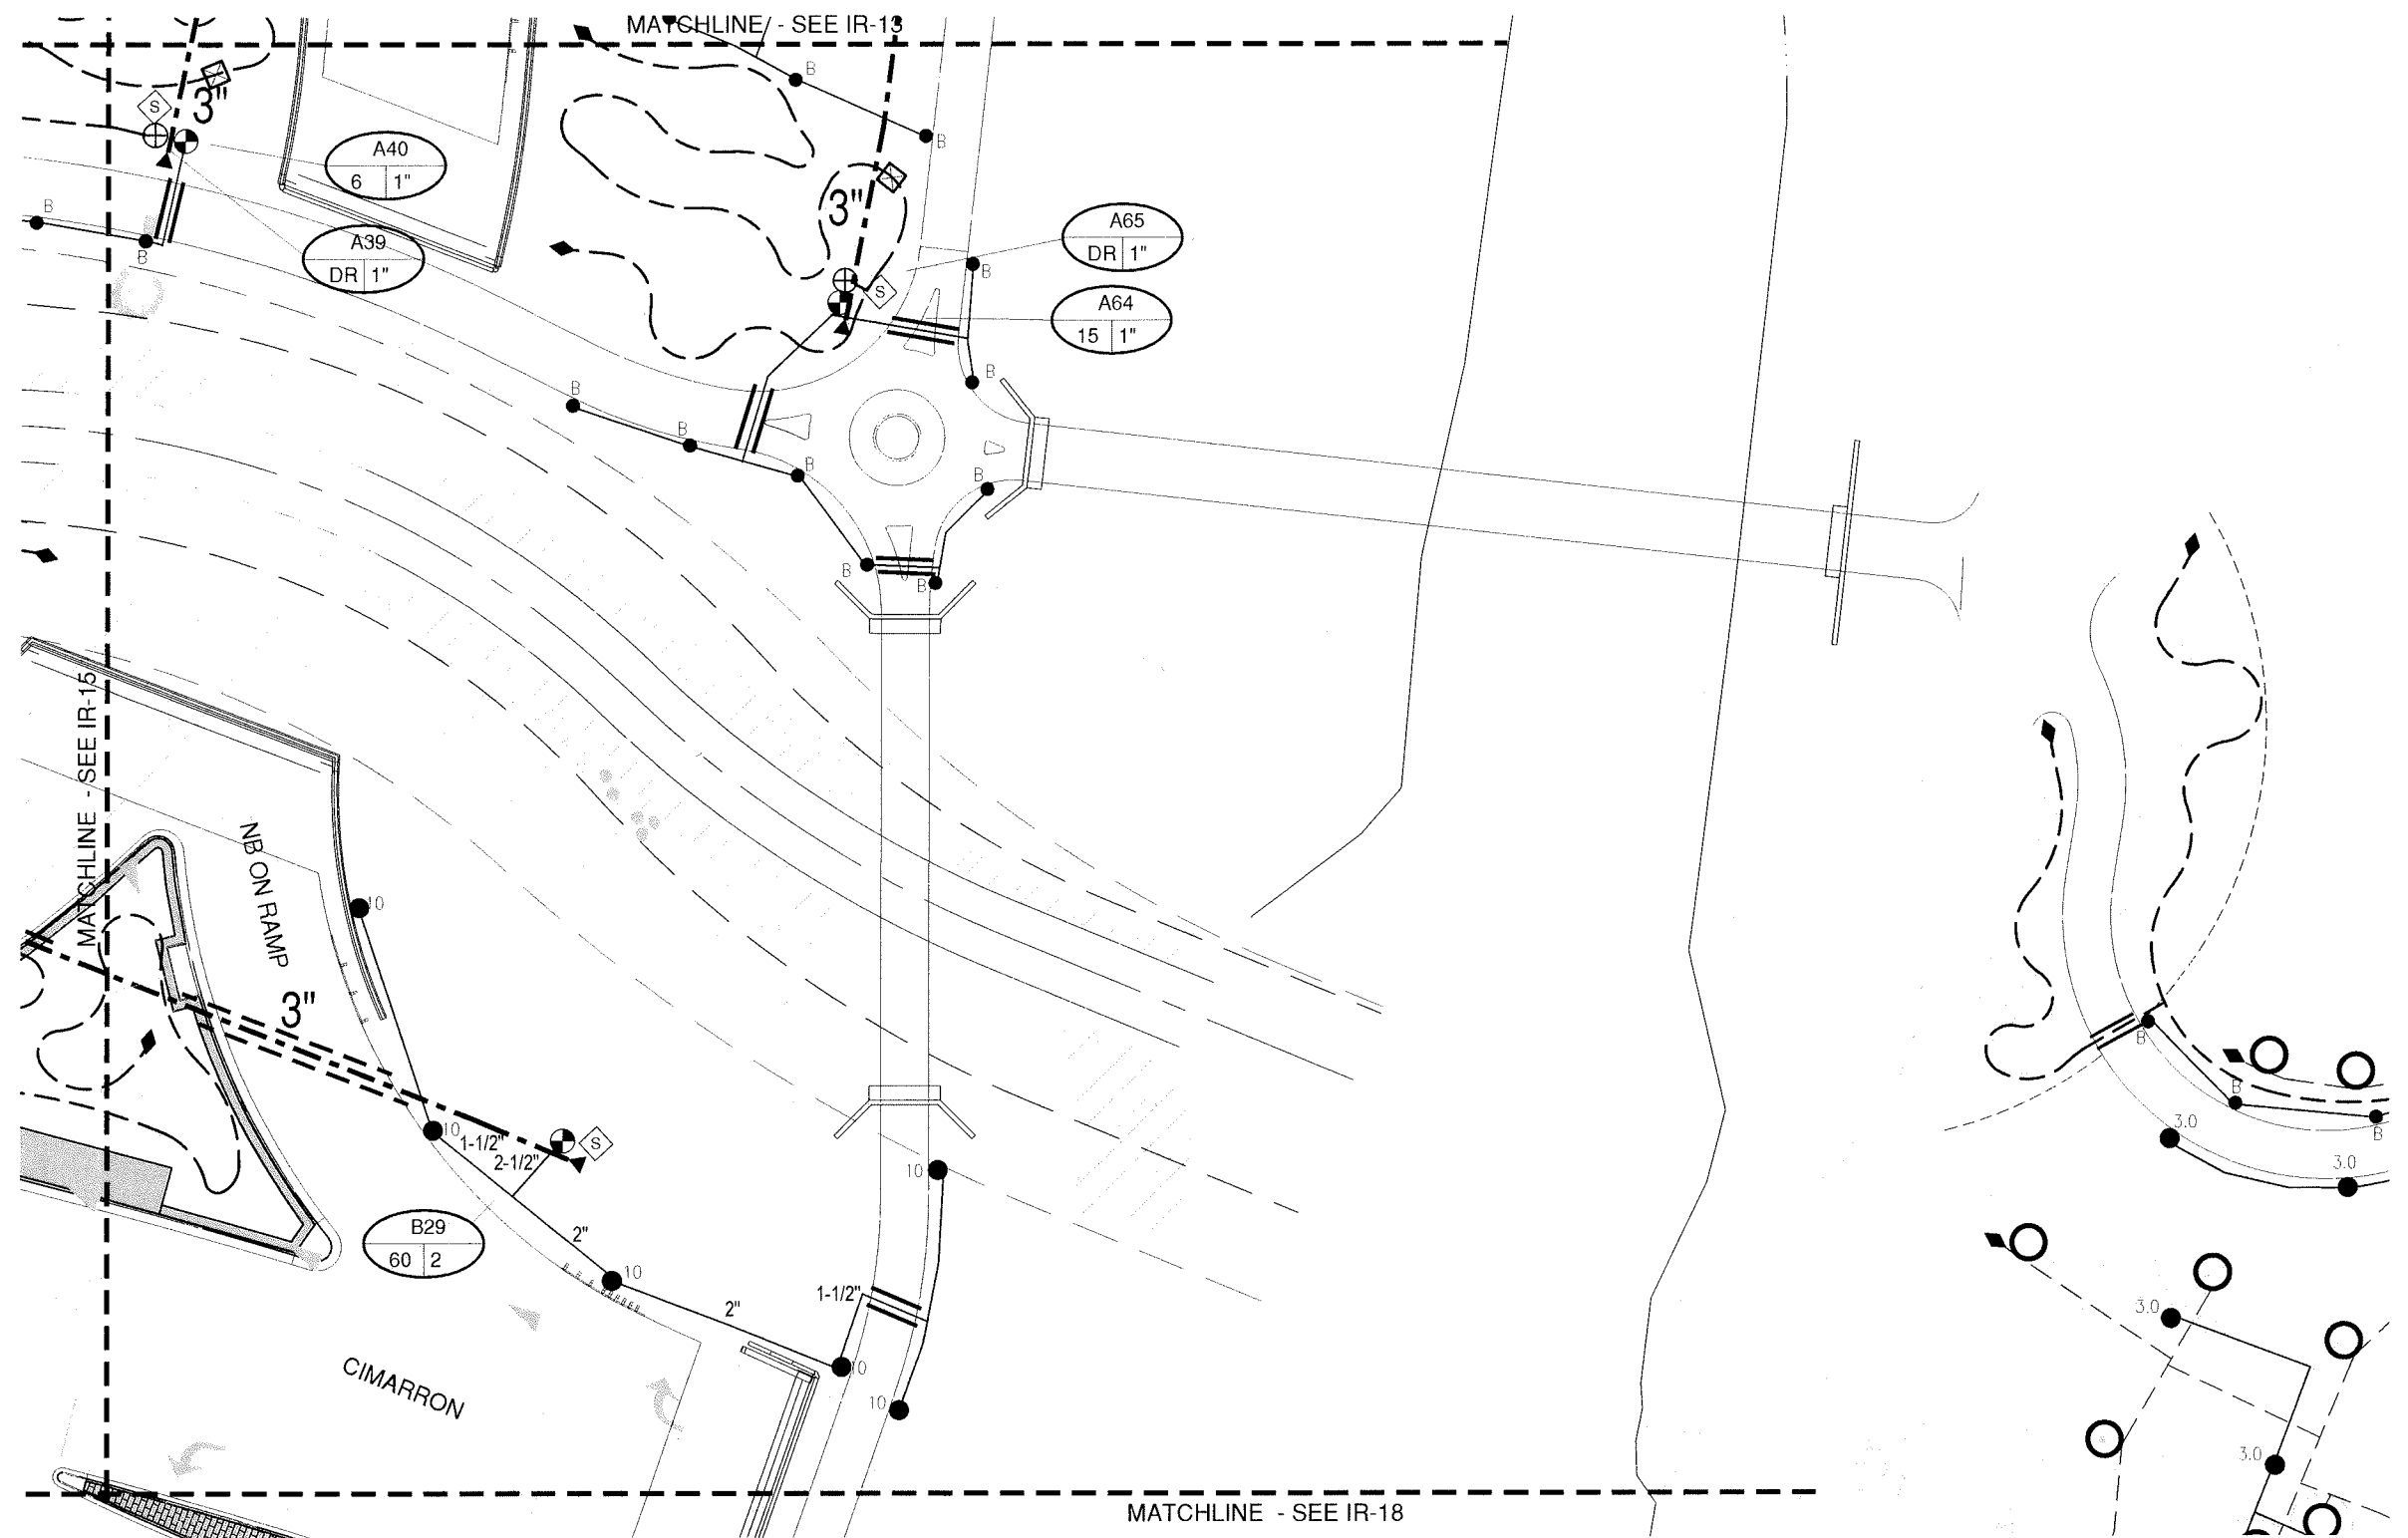 MATCHLINE - SEE IR-13
B
S
3"
A40
6 1"
B
3"
B
A39
DR 1"
B
A65
DR 1"
B
S
A64
15 1"
B
B
B
B
B
B
B
MATCHLINE - SEE IR-15
NB ON RAMP
10
3"
B
B
B
3.0
3.0
10
1-1/2"
2-1/2"
S
10
B29
60 2
2"
10
2"
1-1/2"
10
10
3.0
3.0
CIMARRON
MATCHLINE - SEE IR-18